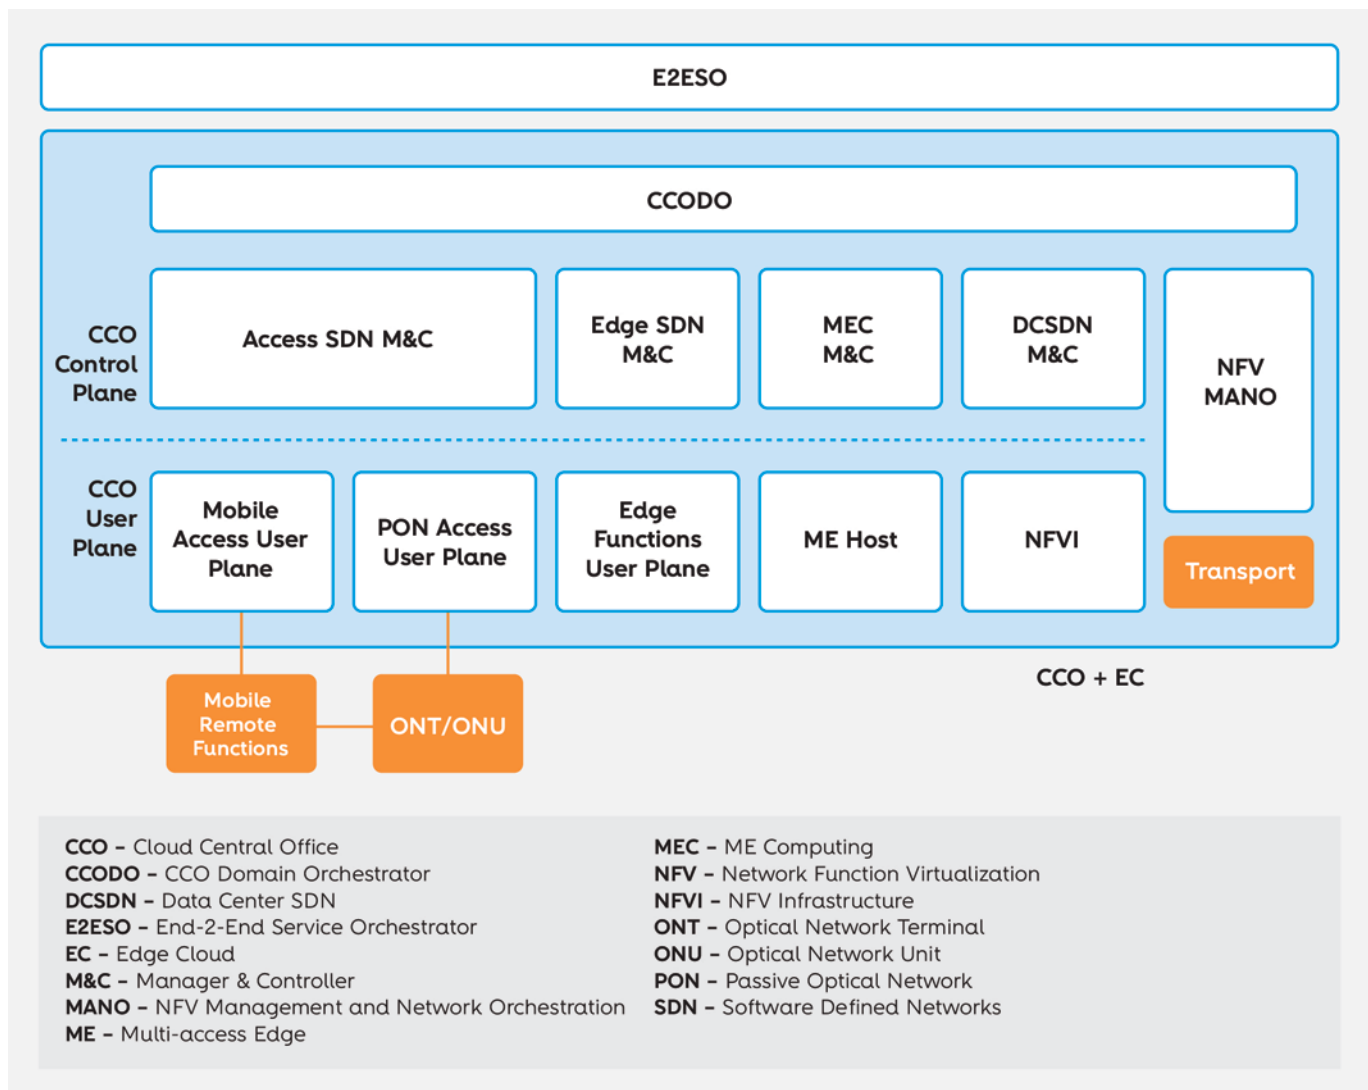 E2ESO
CCODO
CCO
Control
Plane
Access SDN M&C
Edge SDN
M&C
MEC
M&C
DCSDN
M&C
NFV
MANO
CCO
User
Plane
Mobile
Access User
Plane
PON Access
User Plane
Edge
Functions
User Plane
ME Host
NFVI
Transport
CCO + EC
Mobile
Remote
Functions
ONT/ONU
CCO – Cloud Central Office
CCODO – CCO Domain Orchestrator
DCSDN – Data Center SDN
E2ESO – End-2-End Service Orchestrator
EC – Edge Cloud
M&C – Manager & Controller
MANO – NFV Management and Network Orchestration
ME – Multi-access Edge
MEC – ME Computing
NFV – Network Function Virtualization
NFVI – NFV Infrastructure
ONT – Optical Network Terminal
ONU – Optical Network Unit
PON – Passive Optical Network
SDN – Software Defined Networks